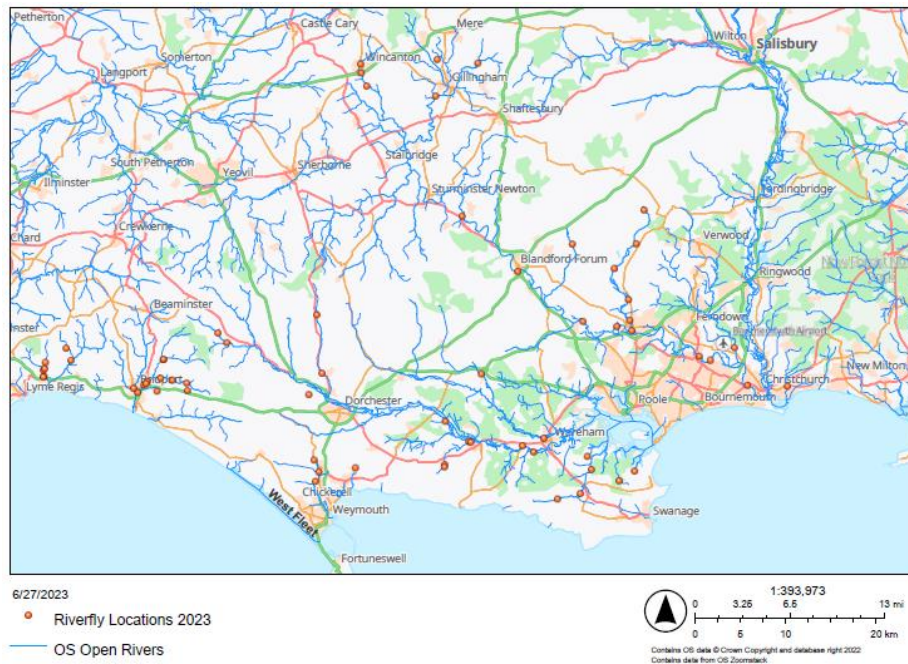 Petherton
Castle Cary
Mere
Wilton
Salisbury
Somerton
Wincanton
Langport
Gillingham
Shaftesbury
South Petherton
Yeovil
Sherborne
Stalbridge
Ilminster
Sturminster Newton
Fordingbridge
Chard
Crewkerne
Verwood
Blandford Forum
Ringwood
Beaminster
Ferndown
Bournemouth Airport
Lyme Regis
Bridport
Christchurch
New Milton
Dorchester
Poole
Bournemouth
Wareham
Chickerell
West Fleet
Weymouth
Swanage
Fortuneswell
6/27/2023
Riverfly Locations 2023
OS Open Rivers
1:393,973
0 3.25 6.5 13 mi
0 5 10 20 km
Contains OS data © Crown Copyright and database right 2022
Contains data from OS Zoomstack